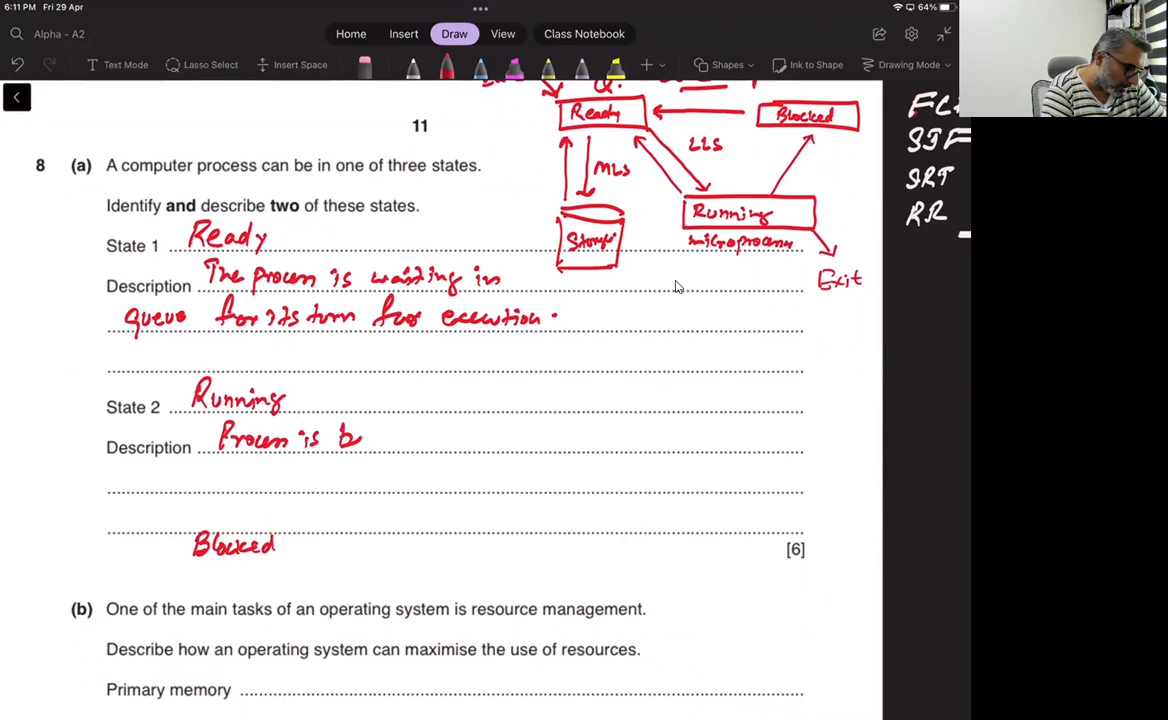 6:11 PM Fri 29 Apr
64%
Alpha - A2
Home Insert Draw View Class Notebook
Text Mode Lasso Select Insert Space Shapes Ink to Shape Drawing Mode
11
Ready Blocked
LLS
MLS
Running
Exit
SRT
RR
8 (a) A computer process can be in one of three states.
Identify and describe two of these states.
State 1 Ready
Description The process is waiting in
queue for its turn for execution.
State 2 Running
Description Process is b
Blocked
[6]
(b) One of the main tasks of an operating system is resource management.
Describe how an operating system can maximise the use of resources.
Primary memory